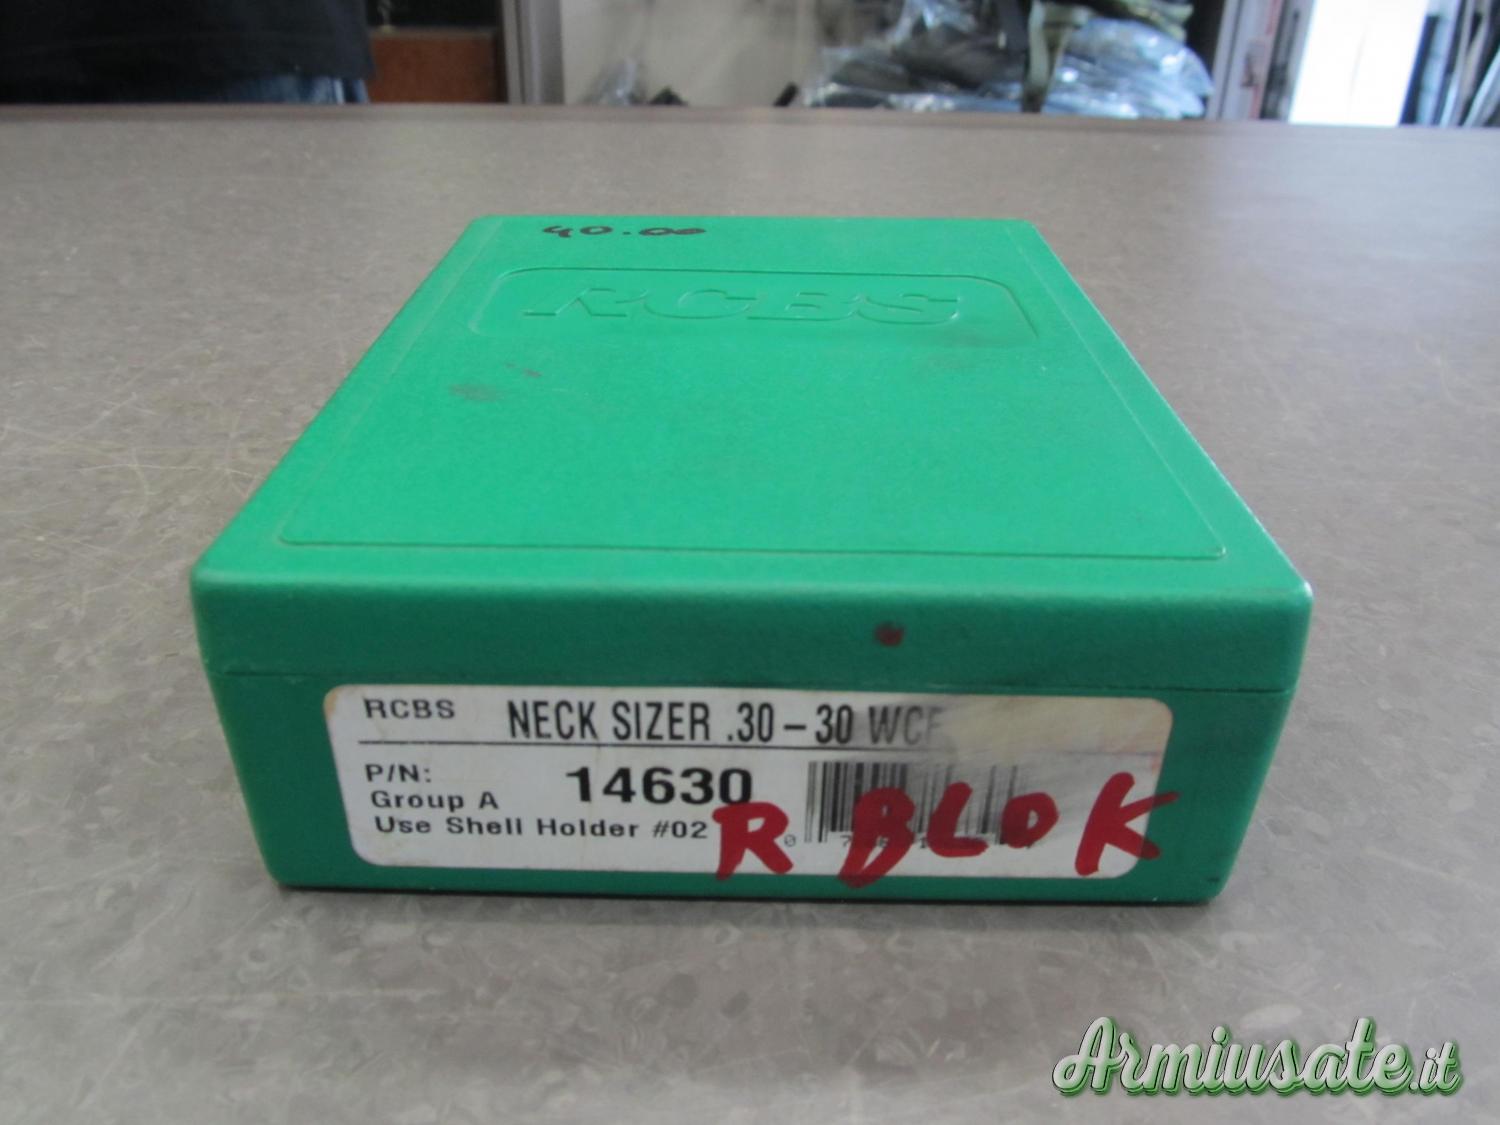 40.00
RCBS
RCBS NECK SIZER .30-30 WCF
P/N: 14630
Group A
Use Shell Holder #02
R BLOK
Armiusate.it